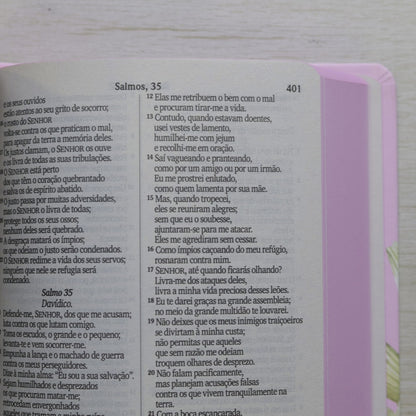 Salmos, 35
401
e os seus ouvidos
estão atentos ao seu grito de socorro;
o rosto do SENHOR
volta-se contra os que praticam o mal,
para apagar da terra a memória deles.
Os justos clamam, o SENHOR os ouve
e os livra de todas as suas tribulações.
O SENHOR está perto
dos que têm o coração quebrantado
e salva os de espírito abatido.
O justo passa por muitas adversidades,
mas o SENHOR o livra de todas;
protege todos os seus ossos;
nenhum deles será quebrado.
A desgraça matará os ímpios;
os que odeiam o justo serão condenados.
O SENHOR redime a vida dos seus servos;
ninguém que nele se refugia será
condenado.
Salmo 35
Davídico.
Defende-me, SENHOR, dos que me acusam;
luta contra os que lutam comigo.
Toma os escudos, o grande e o pequeno;
levanta-te e vem socorrer-me.
Empunha a lança e o machado de guerra
contra os meus perseguidores.
Dize à minha alma: “Eu sou a sua salvação”.
Sejam humilhados e desprezados
os que procuram matar-me;
retrocedam envergonhados
aqueles que tramam a minha ruína.
12 Elas me retribuem o bem com o mal
e procuram tirar-me a vida.
13 Contudo, quando estavam doentes,
usei vestes de lamento,
humilhei-me com jejum
e recolhi-me em oração.
14 Saí vagueando e pranteando,
como por um amigo ou por um irmão.
Eu me prostrei enlutado,
como quem lamenta por sua mãe.
15 Mas, quando tropecei,
eles se reuniram alegres;
sem que eu o soubesse,
ajuntaram-se para me atacar.
Eles me agrediram sem cessar.
16 Como ímpios caçoando do meu refúgio,
rosnaram contra mim.
17 SENHOR, até quando ficarás olhando?
Livra-me dos ataques deles,
livra a minha vida preciosa desses leões.
18 Eu te darei graças na grande assembleia;
no meio da grande multidão te louvarei.
19 Não deixes que os meus inimigos traiçoeiros
se divirtam à minha custa;
não permitas que aqueles
que sem razão me odeiam
troquem olhares de desprezo.
20 Não falam pacificamente,
mas planejam acusações falsas
contra os que vivem tranquilamente na
terra.
21 Com a boca escancarada,